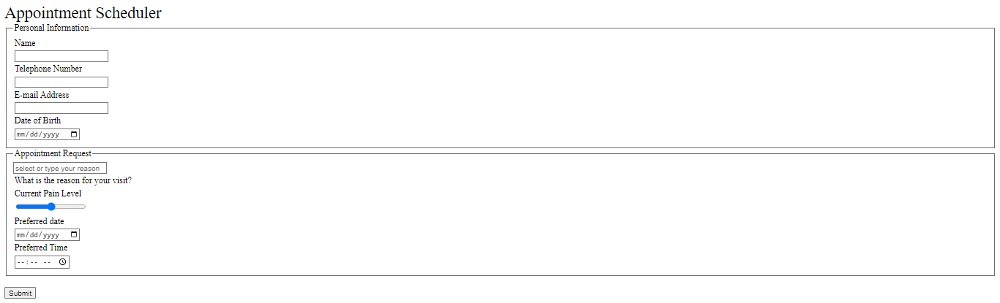 Appointment Scheduler
Personal Information
Name
Telephone Number
E-mail Address
Date of Birth
mm/dd/yyyy
Appointment Request
select or type your reason
What is the reason for your visit?
Current Pain Level
Preferred date
mm/dd/yyyy
Preferred Time
--:-- --
Submit